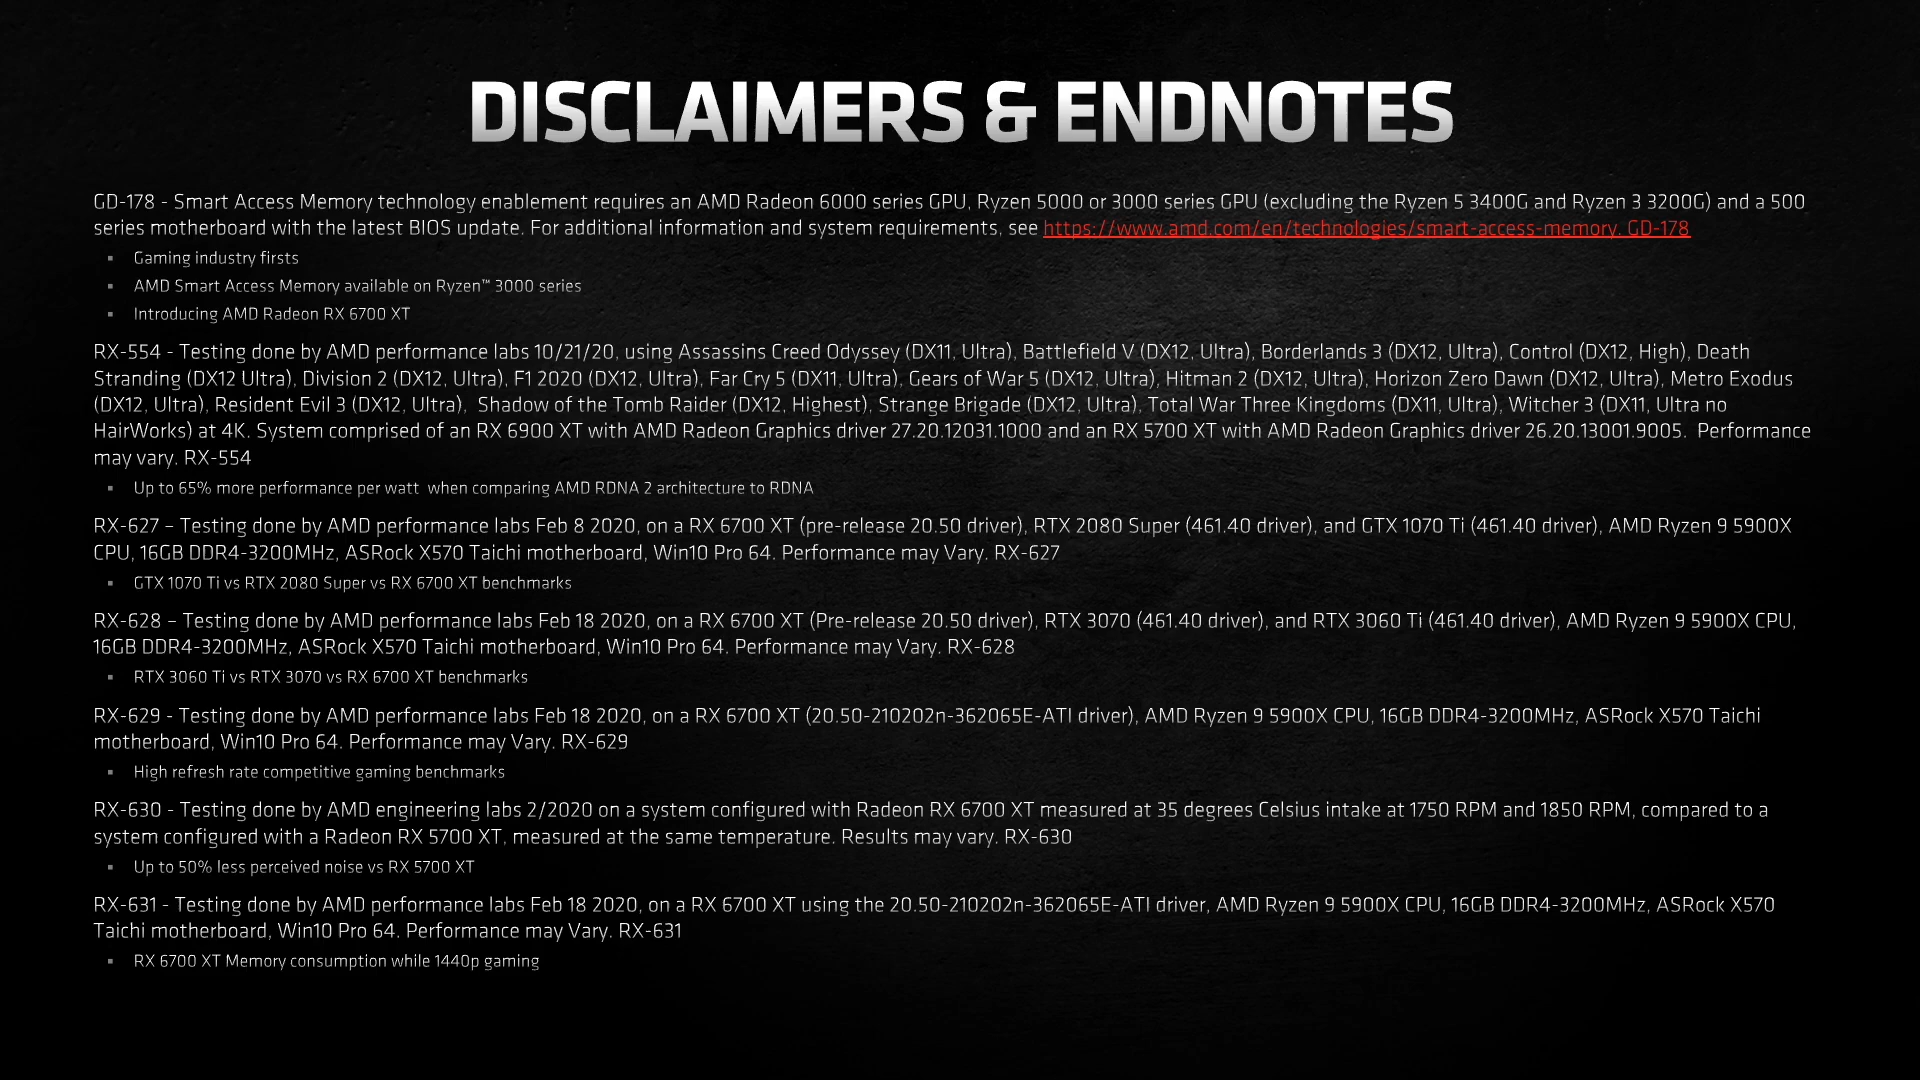 DISCLAIMERS & ENDNOTES
GD-178 - Smart Access Memory technology enablement requires an AMD Radeon 6000 series GPU, Ryzen 5000 or 3000 series GPU (excluding the Ryzen 5 3400G and Ryzen 3 3200G) and a 500
series motherboard with the latest BIOS update. For additional information and system requirements, see https://www.amd.com/en/technologies/smart-access-memory. GD-178
▪ Gaming industry firsts
▪ AMD Smart Access Memory available on Ryzen™ 3000 series
▪ Introducing AMD Radeon RX 6700 XT
RX-554 - Testing done by AMD performance labs 10/21/20, using Assassins Creed Odyssey (DX11, Ultra), Battlefield V (DX12, Ultra), Borderlands 3 (DX12, Ultra), Control (DX12, High), Death
Stranding (DX12 Ultra), Division 2 (DX12, Ultra), F1 2020 (DX12, Ultra), Far Cry 5 (DX11, Ultra), Gears of War 5 (DX12, Ultra), Hitman 2 (DX12, Ultra), Horizon Zero Dawn (DX12, Ultra), Metro Exodus
(DX12, Ultra), Resident Evil 3 (DX12, Ultra),  Shadow of the Tomb Raider (DX12, Highest), Strange Brigade (DX12, Ultra), Total War Three Kingdoms (DX11, Ultra), Witcher 3 (DX11, Ultra no
HairWorks) at 4K. System comprised of an RX 6900 XT with AMD Radeon Graphics driver 27.20.12031.1000 and an RX 5700 XT with AMD Radeon Graphics driver 26.20.13001.9005.  Performance
may vary. RX-554
▪ Up to 65% more performance per watt  when comparing AMD RDNA 2 architecture to RDNA
RX-627 – Testing done by AMD performance labs Feb 8 2020, on a RX 6700 XT (pre-release 20.50 driver), RTX 2080 Super (461.40 driver), and GTX 1070 Ti (461.40 driver), AMD Ryzen 9 5900X
CPU, 16GB DDR4-3200MHz, ASRock X570 Taichi motherboard, Win10 Pro 64. Performance may Vary. RX-627
▪ GTX 1070 Ti vs RTX 2080 Super vs RX 6700 XT benchmarks
RX-628 – Testing done by AMD performance labs Feb 18 2020, on a RX 6700 XT (Pre-release 20.50 driver), RTX 3070 (461.40 driver), and RTX 3060 Ti (461.40 driver), AMD Ryzen 9 5900X CPU,
16GB DDR4-3200MHz, ASRock X570 Taichi motherboard, Win10 Pro 64. Performance may Vary. RX-628
▪ RTX 3060 Ti vs RTX 3070 vs RX 6700 XT benchmarks
RX-629 - Testing done by AMD performance labs Feb 18 2020, on a RX 6700 XT (20.50-210202n-362065E-ATI driver), AMD Ryzen 9 5900X CPU, 16GB DDR4-3200MHz, ASRock X570 Taichi
motherboard, Win10 Pro 64. Performance may Vary. RX-629
▪ High refresh rate competitive gaming benchmarks
RX-630 - Testing done by AMD engineering labs 2/2020 on a system configured with Radeon RX 6700 XT measured at 35 degrees Celsius intake at 1750 RPM and 1850 RPM, compared to a
system configured with a Radeon RX 5700 XT, measured at the same temperature. Results may vary. RX-630
▪ Up to 50% less perceived noise vs RX 5700 XT
RX-631 - Testing done by AMD performance labs Feb 18 2020, on a RX 6700 XT using the 20.50-210202n-362065E-ATI driver, AMD Ryzen 9 5900X CPU, 16GB DDR4-3200MHz, ASRock X570
Taichi motherboard, Win10 Pro 64. Performance may Vary. RX-631
▪ RX 6700 XT Memory consumption while 1440p gaming